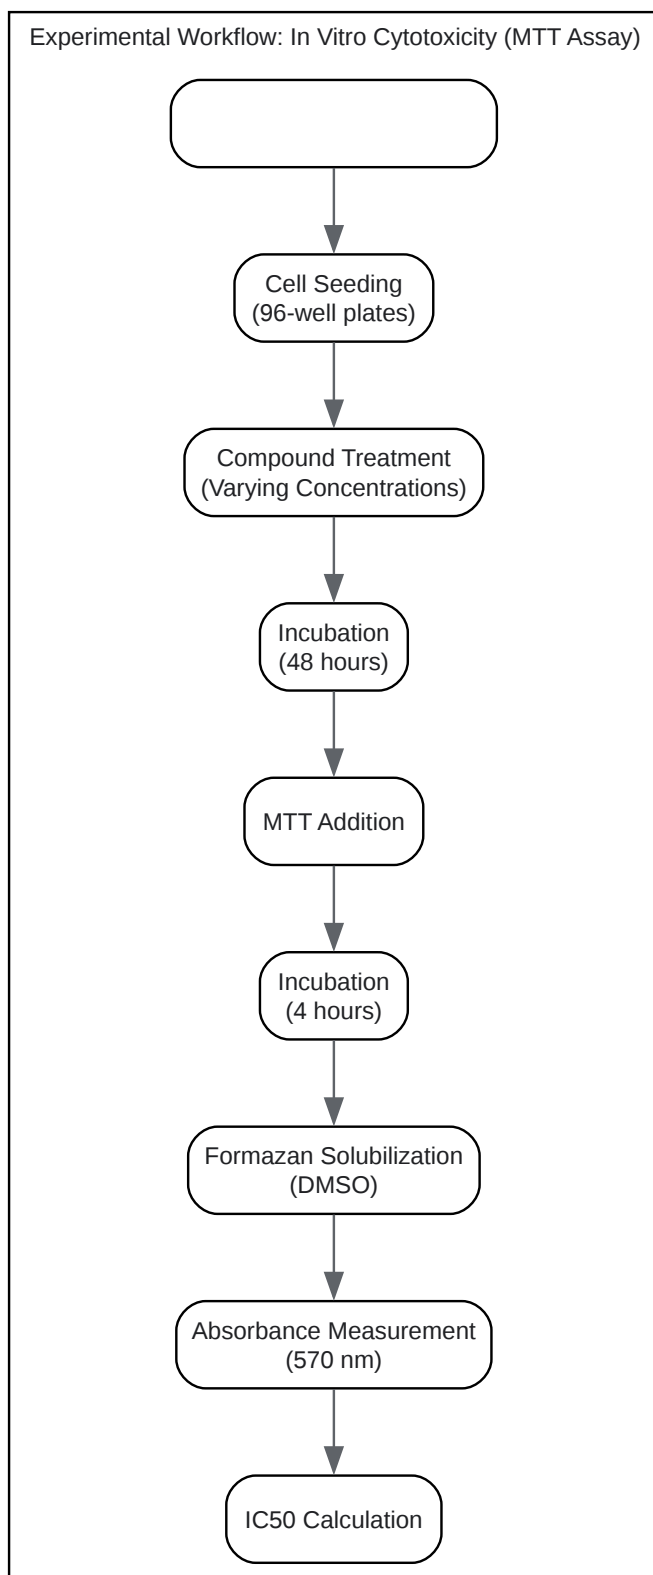 Experimental Workflow: In Vitro Cytotoxicity (MTT Assay)
Cell Seeding
(96-well plates)
Compound Treatment
(Varying Concentrations)
Incubation
(48 hours)
MTT Addition
Incubation
(4 hours)
Formazan Solubilization
(DMSO)
Absorbance Measurement
(570 nm)
IC50 Calculation